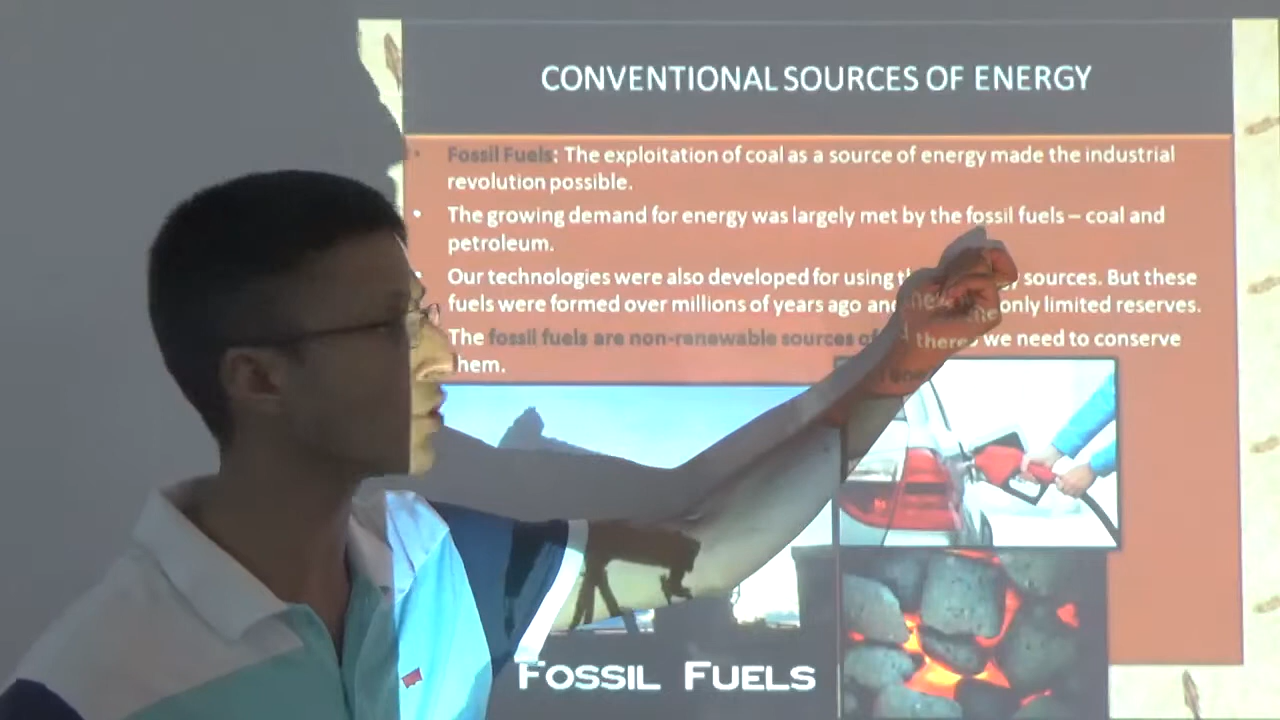 CONVENTIONAL SOURCES OF ENERGY
• Fossil Fuels: The exploitation of coal as a source of energy made the industrial
revolution possible.
• The growing demand for energy was largely met by the fossil fuels – coal and
petroleum.
• Our technologies were also developed for using sources. But these
fuels were formed over millions of years ago and only limited reserves.
The fossil fuels are non-renewable sources of we need to conserve
hem.
FOSSIL FUELS